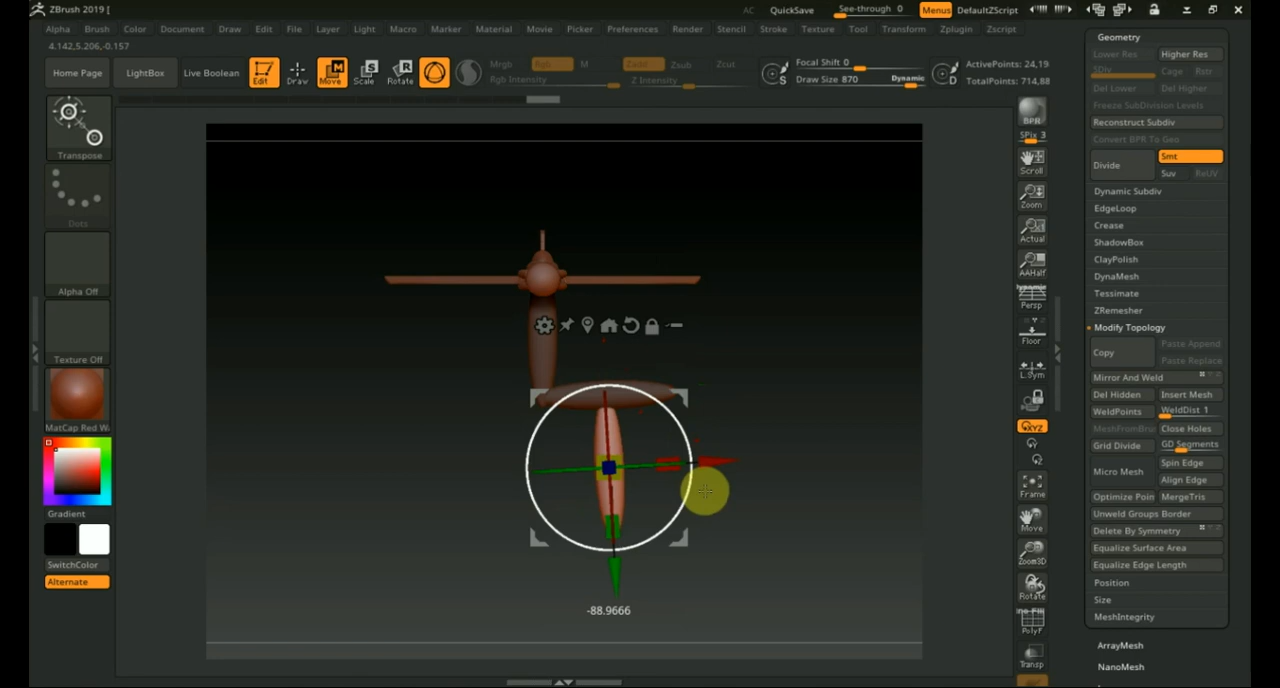 ZBrush 2019 [
AC QuickSave See-through 0 Menus DefaultZScript
Alpha Brush Color Document Draw Edit File Layer Light Macro Marker Material Movie Picker Preferences Render Stencil Stroke Texture Tool Transform Zplugin Zscript
4.142,5.206,-0.157
Home Page LightBox Live Boolean Edit Draw Move Scale Rotate
Mrgb Rgb M Zadd Zsub Zcut
Rgb Intensity Z Intensity
Focal Shift 0
Draw Size 870 Dynamic
ActivePoints: 24,19
TotalPoints: 714,88
Transpose
Dots
Alpha Off
Texture Off
MatCap Red Wa
Gradient
SwitchColor
Alternate
-88.9666
BPR
SPix 3
Scroll
Zoom
Actual
AAHalf
Dynamic
Persp
Floor
L.Sym
XYZ
Frame
Move
Zoom3D
Rotate
PolyF
Transp
Geometry
Lower Res Higher Res
SDiv Cage Rstr
Del Lower Del Higher
Freeze SubDivision Levels
Reconstruct Subdiv
Convert BPR To Geo
Divide Smt
Suv ReUV
Dynamic Subdiv
EdgeLoop
Crease
ShadowBox
ClayPolish
DynaMesh
Tessimate
ZRemesher
Modify Topology
Copy Paste Append
Paste Replace
Mirror And Weld
Del Hidden Insert Mesh
WeldPoints WeldDist 1
MeshFromBru Close Holes
Grid Divide GD Segments
Micro Mesh Spin Edge
Align Edge
Optimize Poin MergeTris
Unweld Groups Border
Delete By Symmetry
Equalize Surface Area
Equalize Edge Length
Position
Size
MeshIntegrity
ArrayMesh
NanoMesh